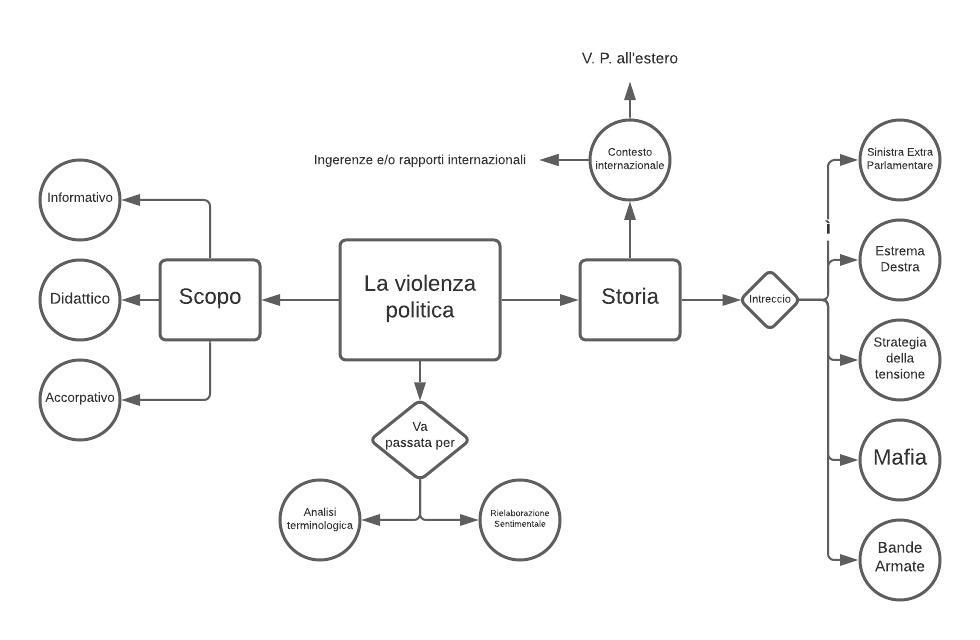 V. P. all'estero
Contesto
internazionale
Ingerenze e/o rapporti internazionali
Sinistra Extra
Parlamentare
Informativo
ì
Estrema
Destra
La violenza
politica
Scopo
Storia
Intreccio
Didattico
Strategia
della
tensione
Accorpativo
Va
passata per
Mafia
Analisi
terminologica
Rielaborazione
Sentimentale
Bande
Armate